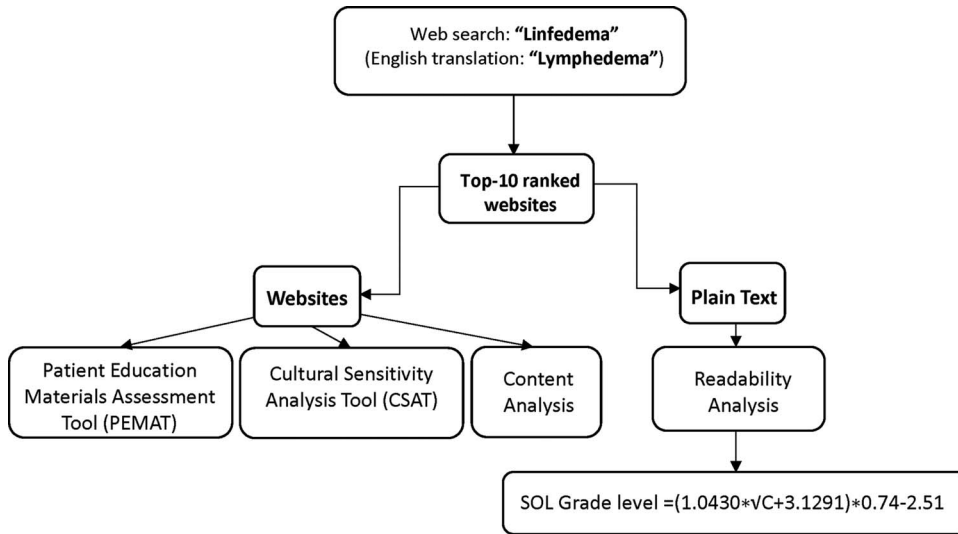 Web search: “Linfedema”
(English translation: “Lymphedema”)
Top-10 ranked
websites
Websites
Plain Text
Patient Education
Materials Assessment
Tool (PEMAT)
Cultural Sensitivity
Analysis Tool (CSAT)
Content
Analysis
Readability
Analysis
SOL Grade level =(1.0430*√C+3.1291)*0.74-2.51